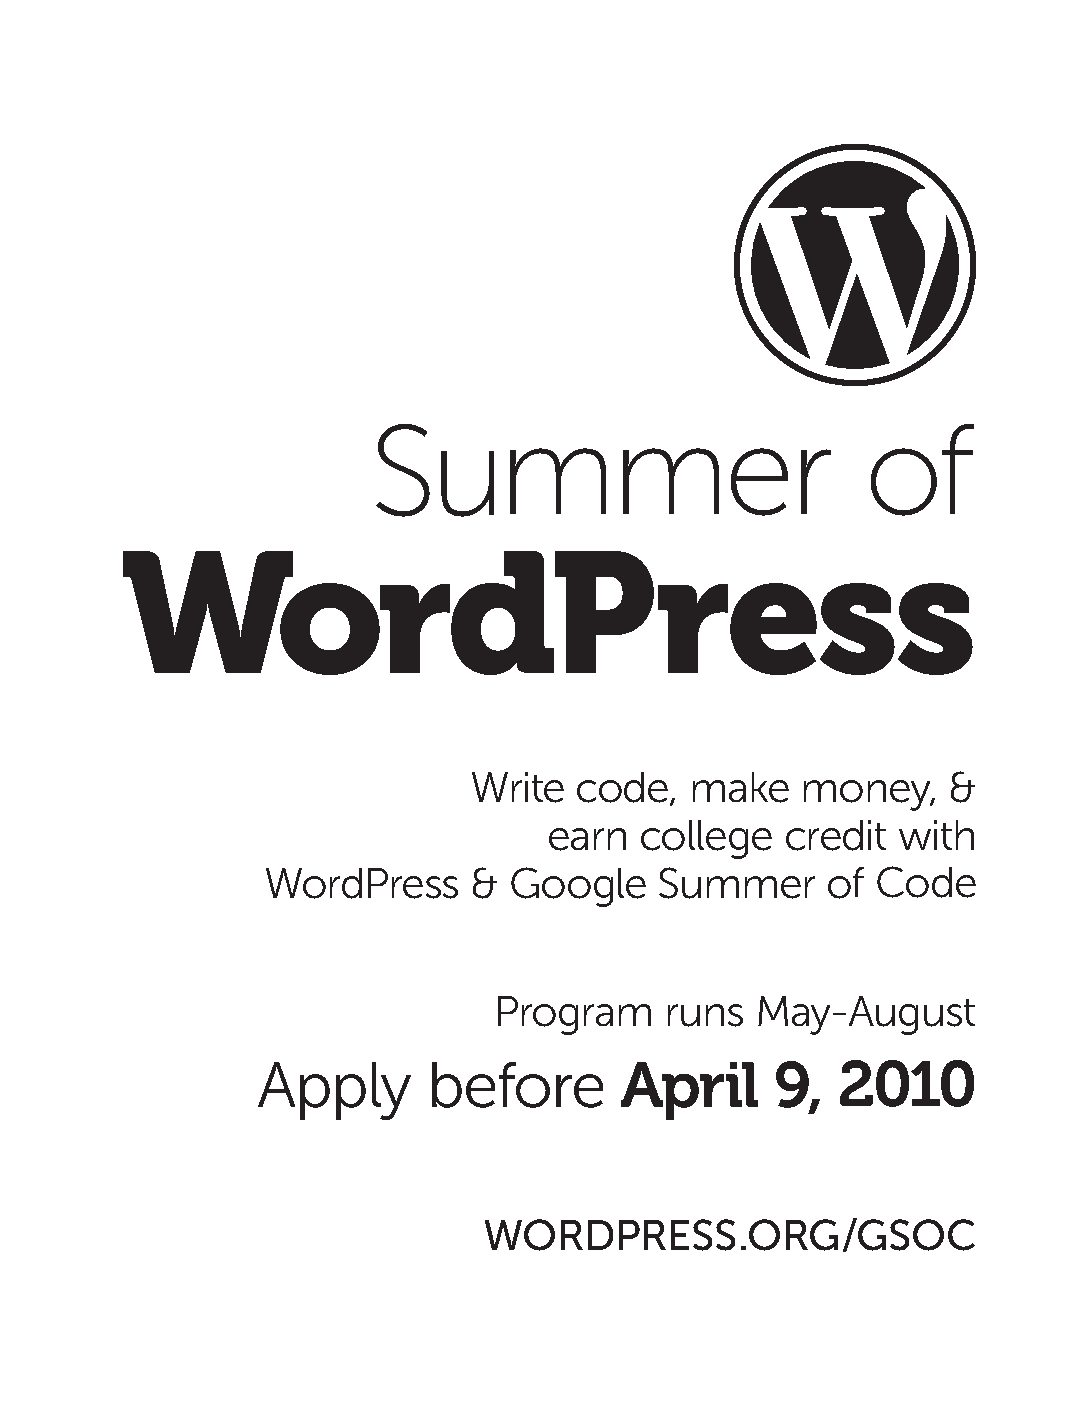 W
Summer of
WordPress
Write code, make money, &
earn college credit with
WordPress & Google Summer of Code
Program runs May-August
Apply before April 9, 2010
WORDPRESS.ORG/GSOC